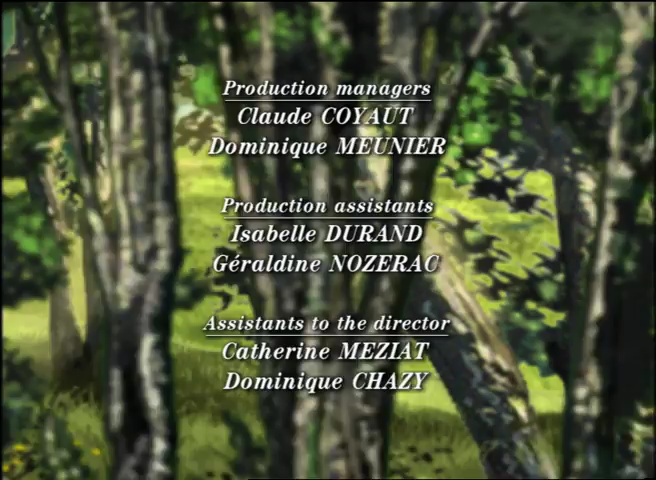 Production managers
Claude COYAUT
Dominique MEUNIER
Production assistants
Isabelle DURAND
Géraldine NOZERAC
Assistants to the director
Catherine MEZIAT
Dominique CHAZY